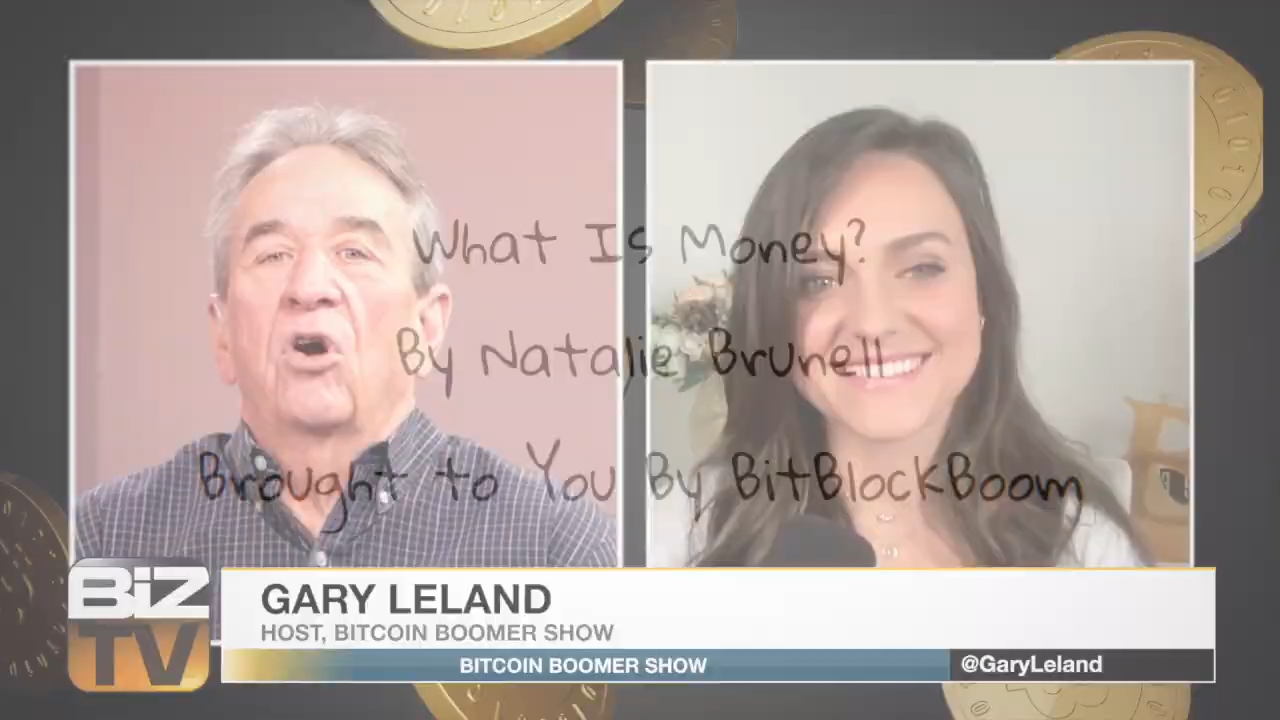 What Is Money?
By Natalie Brunell
Brought to You By BitBlockBoom
BiZ
TV
GARY LELAND
HOST, BITCOIN BOOMER SHOW
BITCOIN BOOMER SHOW
@GaryLeland